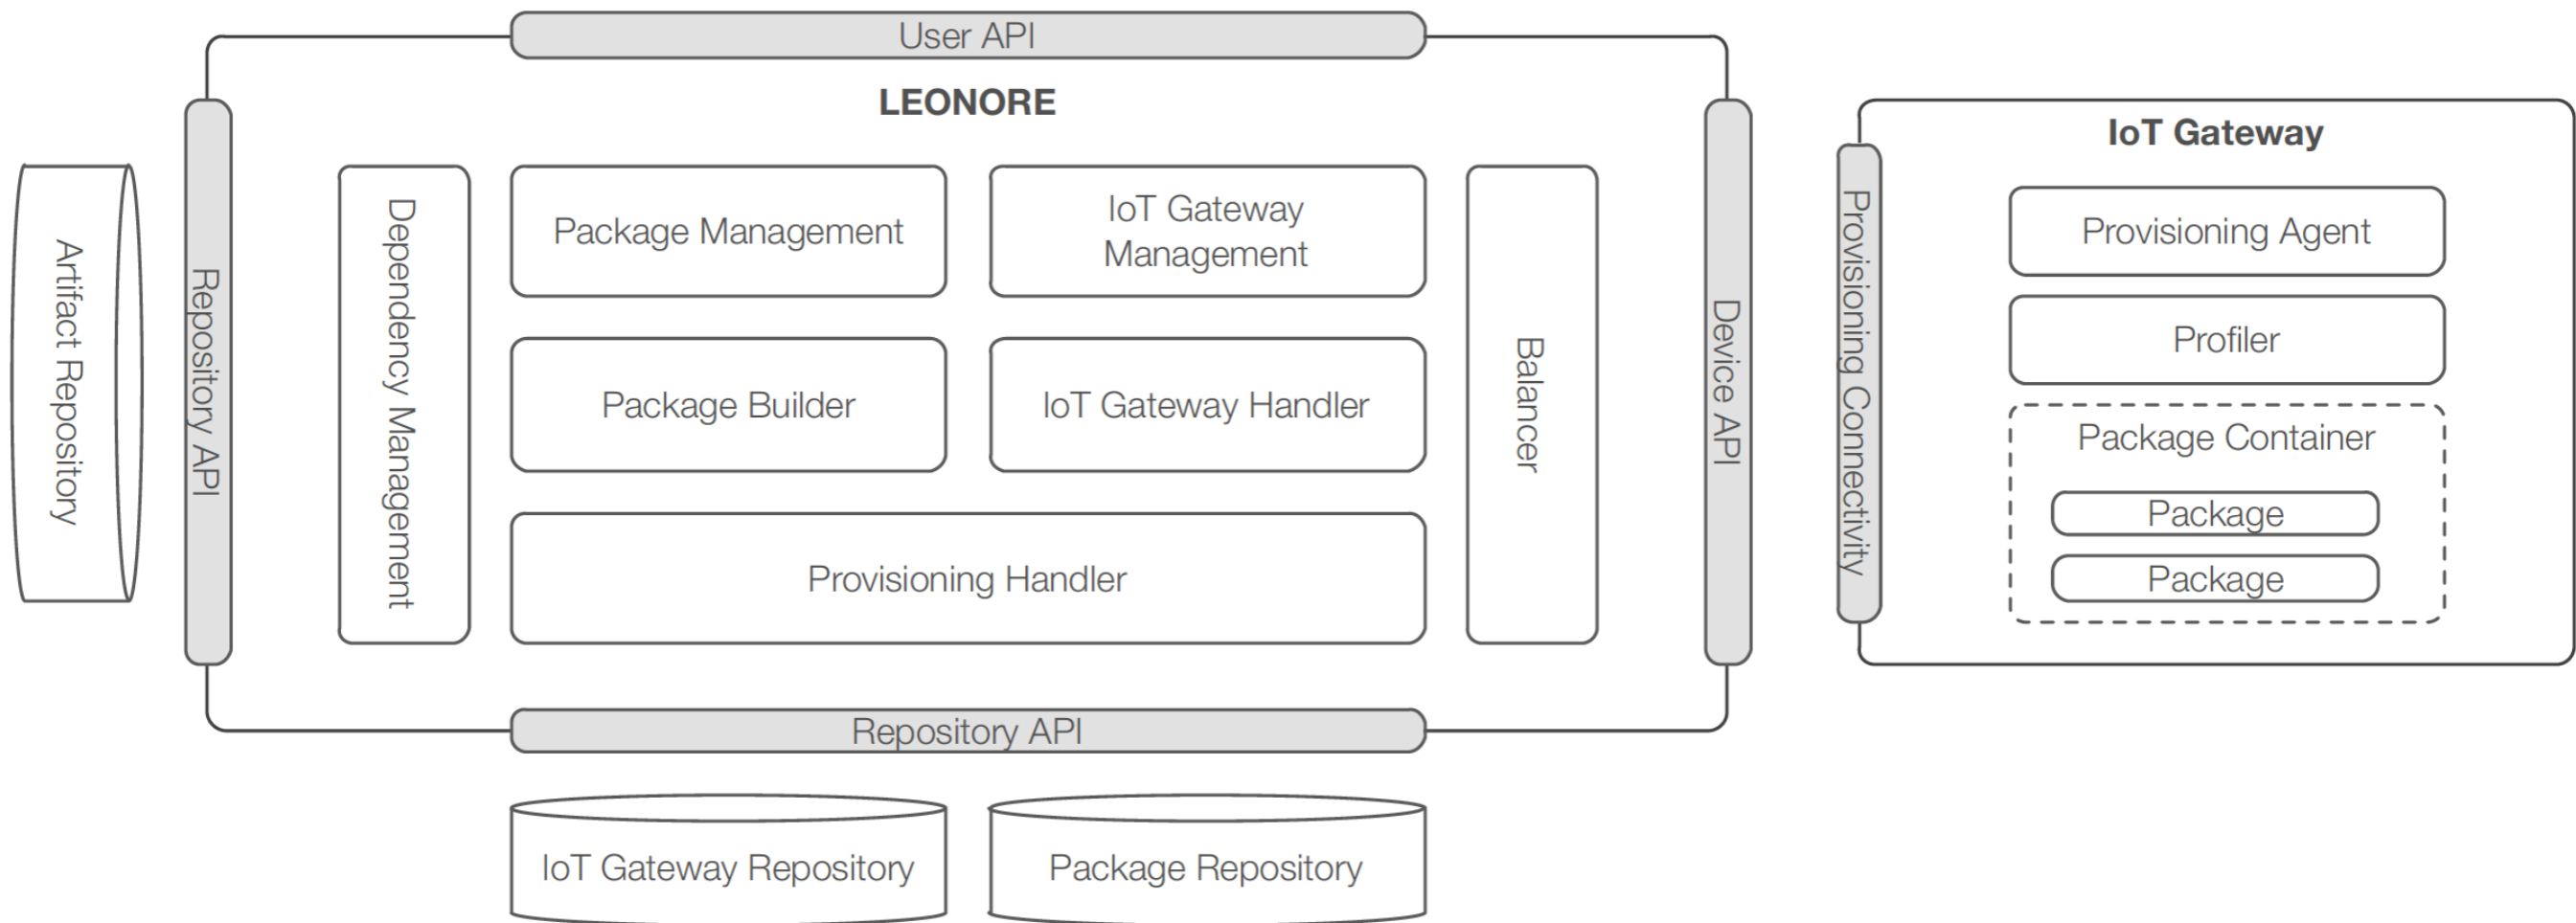 User API
LEONORE
Artifact Repository
Repository API
Dependency Management
Package Management
IoT Gateway
Management
Package Builder
IoT Gateway Handler
Provisioning Handler
Balancer
Device API
Repository API
IoT Gateway Repository
Package Repository
Provisioning Connectivity
IoT Gateway
Provisioning Agent
Profiler
Package Container
Package
Package